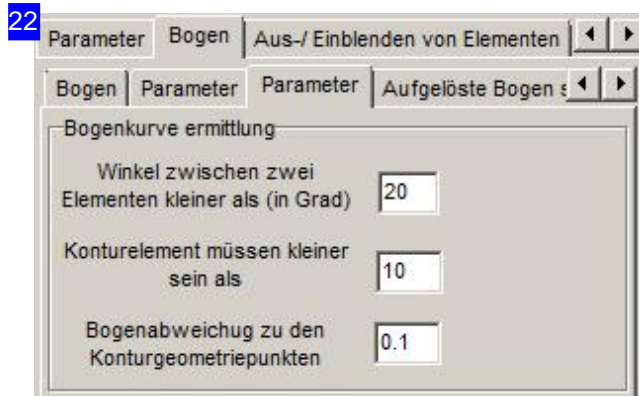 22
Parameter Bogen Aus-/ Einblenden von Elementen
Bogen Parameter Parameter Aufgelöste Bogen s
Bogenkurve ermittlung
Winkel zwischen zwei
Elementen kleiner als (in Grad)
20
Konturelement müssen kleiner
sein als
10
Bogenabweichug zu den
Konturgeometriepunkten
0.1